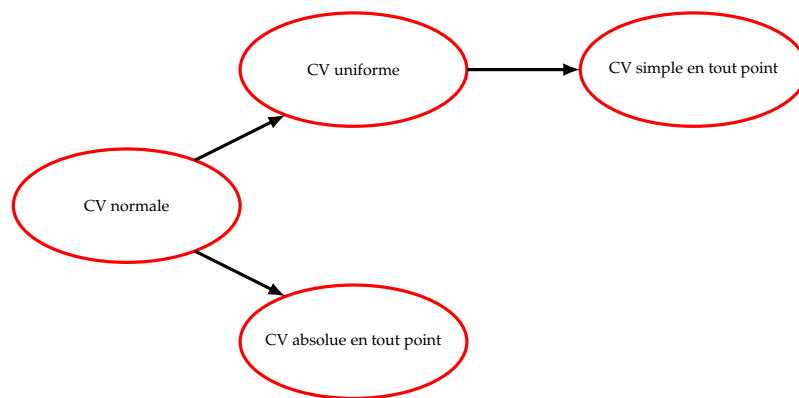 CV uniforme
CV simple en tout point
CV normale
CV absolue en tout point